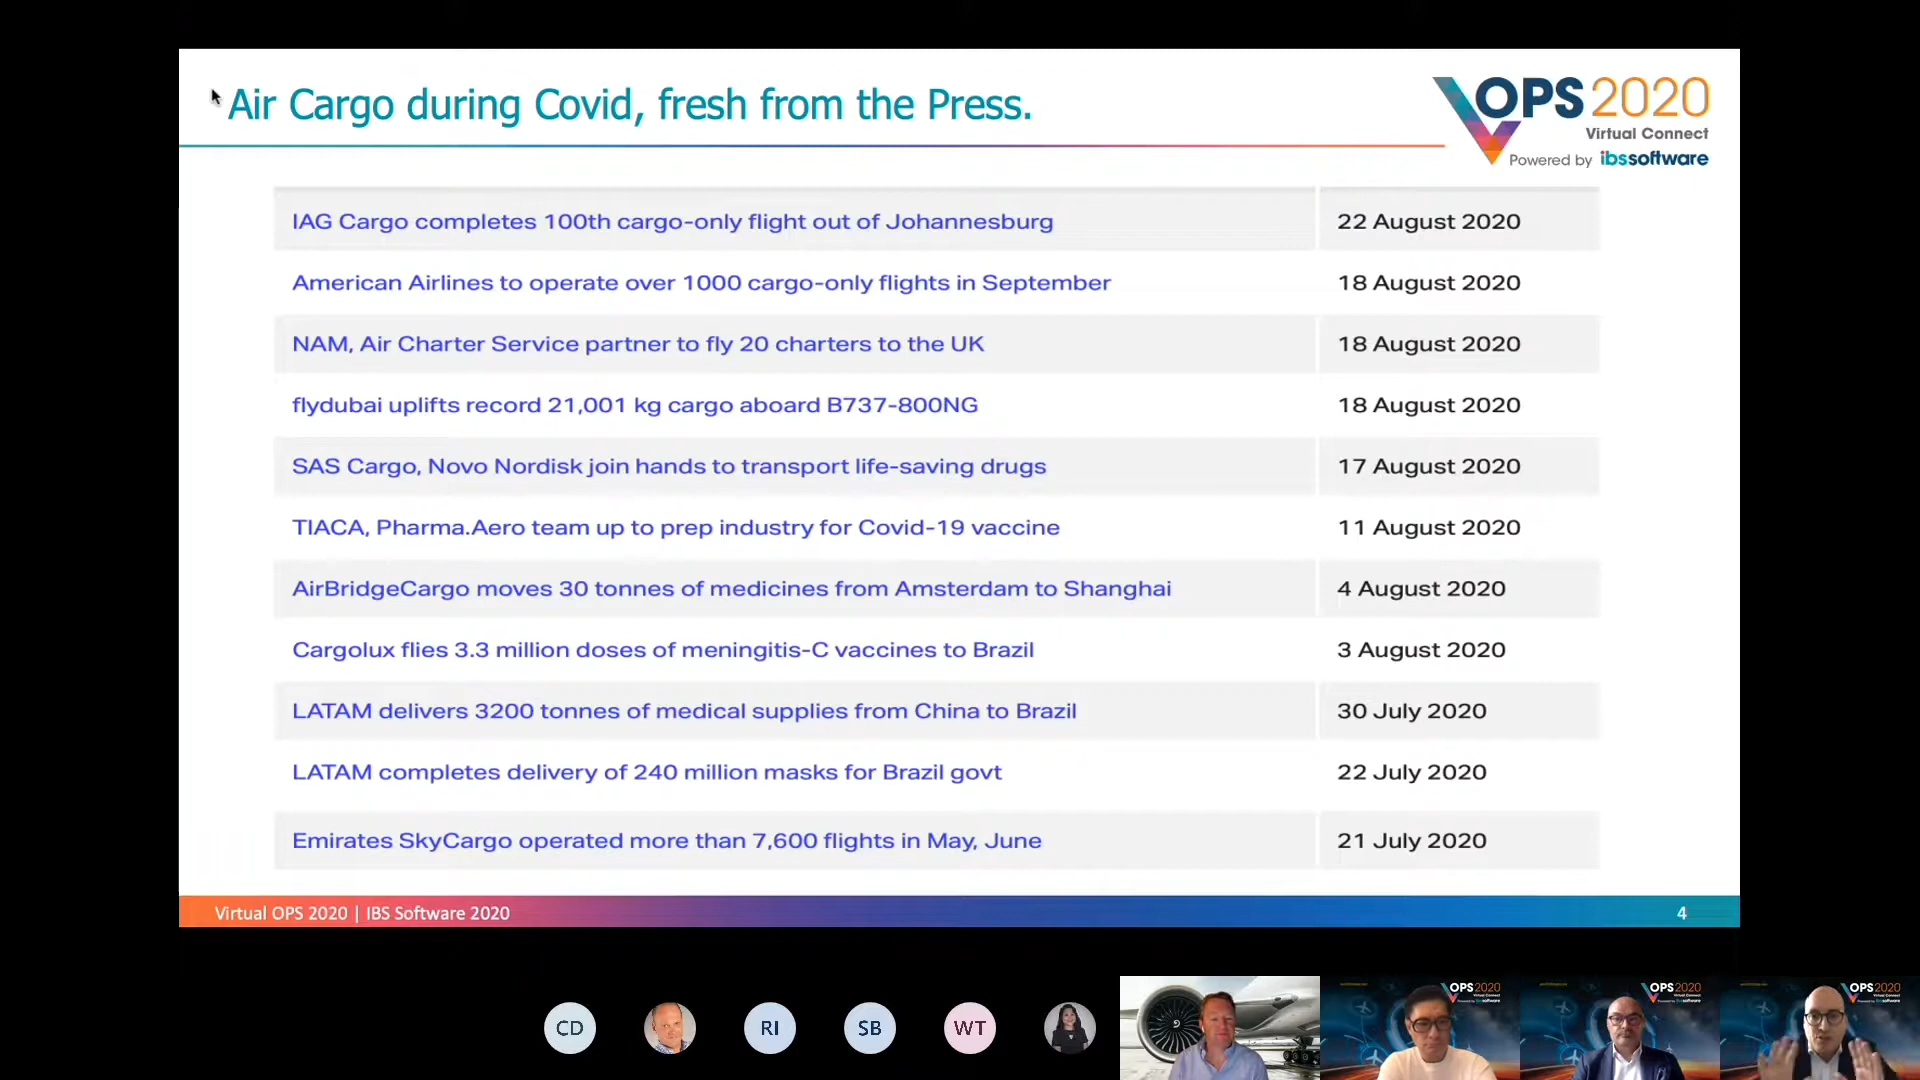 Air Cargo during Covid, fresh from the Press.
OPS 2020
Virtual Connect
Powered by ibssoftware
IAG Cargo completes 100th cargo-only flight out of Johannesburg 22 August 2020
American Airlines to operate over 1000 cargo-only flights in September 18 August 2020
NAM, Air Charter Service partner to fly 20 charters to the UK 18 August 2020
flydubai uplifts record 21,001 kg cargo aboard B737-800NG 18 August 2020
SAS Cargo, Novo Nordisk join hands to transport life-saving drugs 17 August 2020
TIACA, Pharma.Aero team up to prep industry for Covid-19 vaccine 11 August 2020
AirBridgeCargo moves 30 tonnes of medicines from Amsterdam to Shanghai 4 August 2020
Cargolux flies 3.3 million doses of meningitis-C vaccines to Brazil 3 August 2020
LATAM delivers 3200 tonnes of medical supplies from China to Brazil 30 July 2020
LATAM completes delivery of 240 million masks for Brazil govt 22 July 2020
Emirates SkyCargo operated more than 7,600 flights in May, June 21 July 2020
Virtual OPS 2020 | IBS Software 2020 4
CD RI SB WT
OPS2020 OPS2020 OPS2020